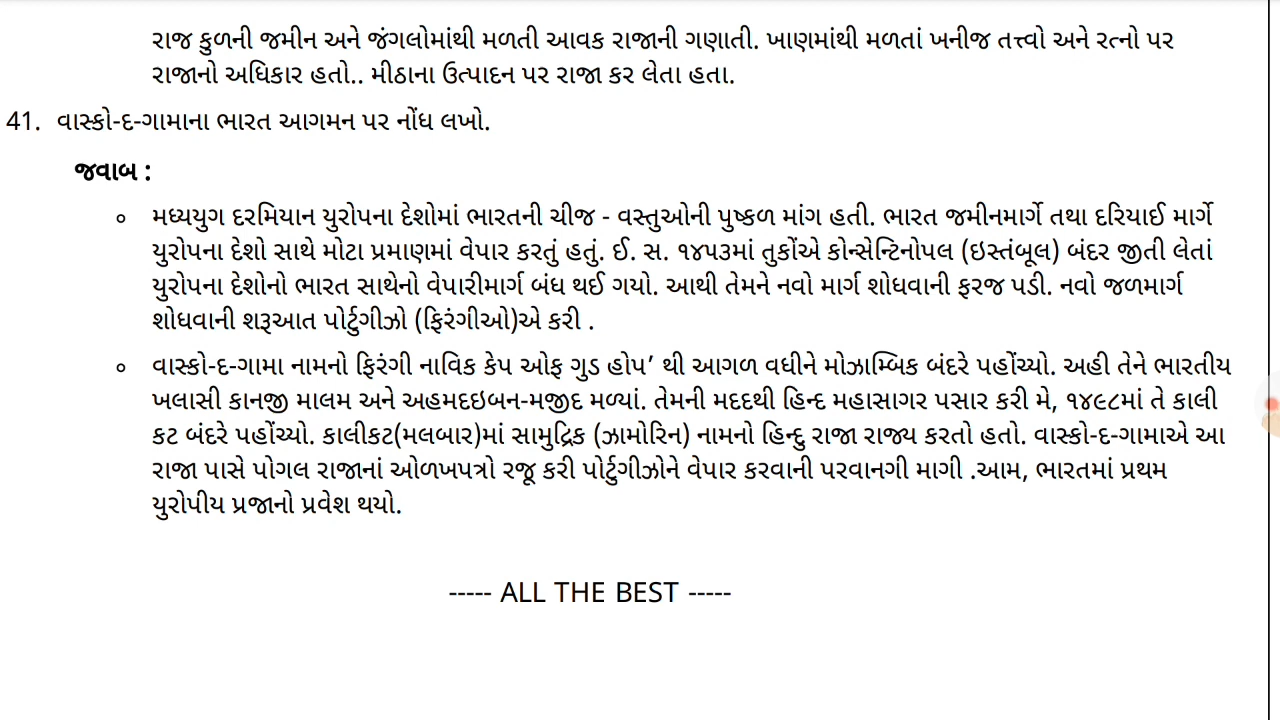 રાજ કુળની જમીન અને જંગલોમાંથી મળતી આવક રાજાની ગણાતી. ખાણમાંથી મળતાં ખનીજ તત્ત્વો અને રત્નો પર
રાજાનો અધિકાર હતો.. મીઠાના ઉત્પાદન પર રાજા કર લેતા હતા.
41. વાસ્કો-દ-ગામાના ભારત આગમન પર નોંધ લખો.
જવાબ :
મધ્યયુગ દરમિયાન યુરોપના દેશોમાં ભારતની ચીજ - વસ્તુઓની પુષ્કળ માંગ હતી. ભારત જમીનમાર્ગે તથા દરિયાઈ માર્ગે
યુરોપના દેશો સાથે મોટા પ્રમાણમાં વેપાર કરતું હતું. ઈ. સ. ૧૪૫૩માં તુકોંએ કોન્સેન્ટિનોપલ (ઇસ્તંબૂલ) બંદર જીતી લેતાં
યુરોપના દેશોનો ભારત સાથેનો વેપારીમાર્ગ બંધ થઈ ગયો. આથી તેમને નવો માર્ગ શોધવાની ફરજ પડી. નવો જળમાર્ગ
શોધવાની શરૂઆત પોર્ટુગીઝો (ફિરંગીઓ)એ કરી .
વાસ્કો-દ-ગામા નામનો ફિરંગી નાવિક કેપ ઓફ ગુડ હોપ’ થી આગળ વધીને મોઝામ્બિક બંદરે પહોંચ્યો. અહી તેને ભારતીય
ખલાસી કાનજી માલમ અને અહમદઇબન-મજીદ મળ્યાં. તેમની મદદથી હિન્દ મહાસાગર પસાર કરી મે, ૧૪૯૮માં તે કાલી
કટ બંદરે પહોંચ્યો. કાલીકટ(મલબાર)માં સામુદ્રિક (ઝામોરિન) નામનો હિન્દુ રાજા રાજ્ય કરતો હતો. વાસ્કો-દ-ગામાએ આ
રાજા પાસે પોગલ રાજાનાં ઓળખપત્રો રજૂ કરી પોર્ટુગીઝોને વેપાર કરવાની પરવાનગી માગી .આમ, ભારતમાં પ્રથમ
યુરોપીય પ્રજાનો પ્રવેશ થયો.
----- ALL THE BEST -----